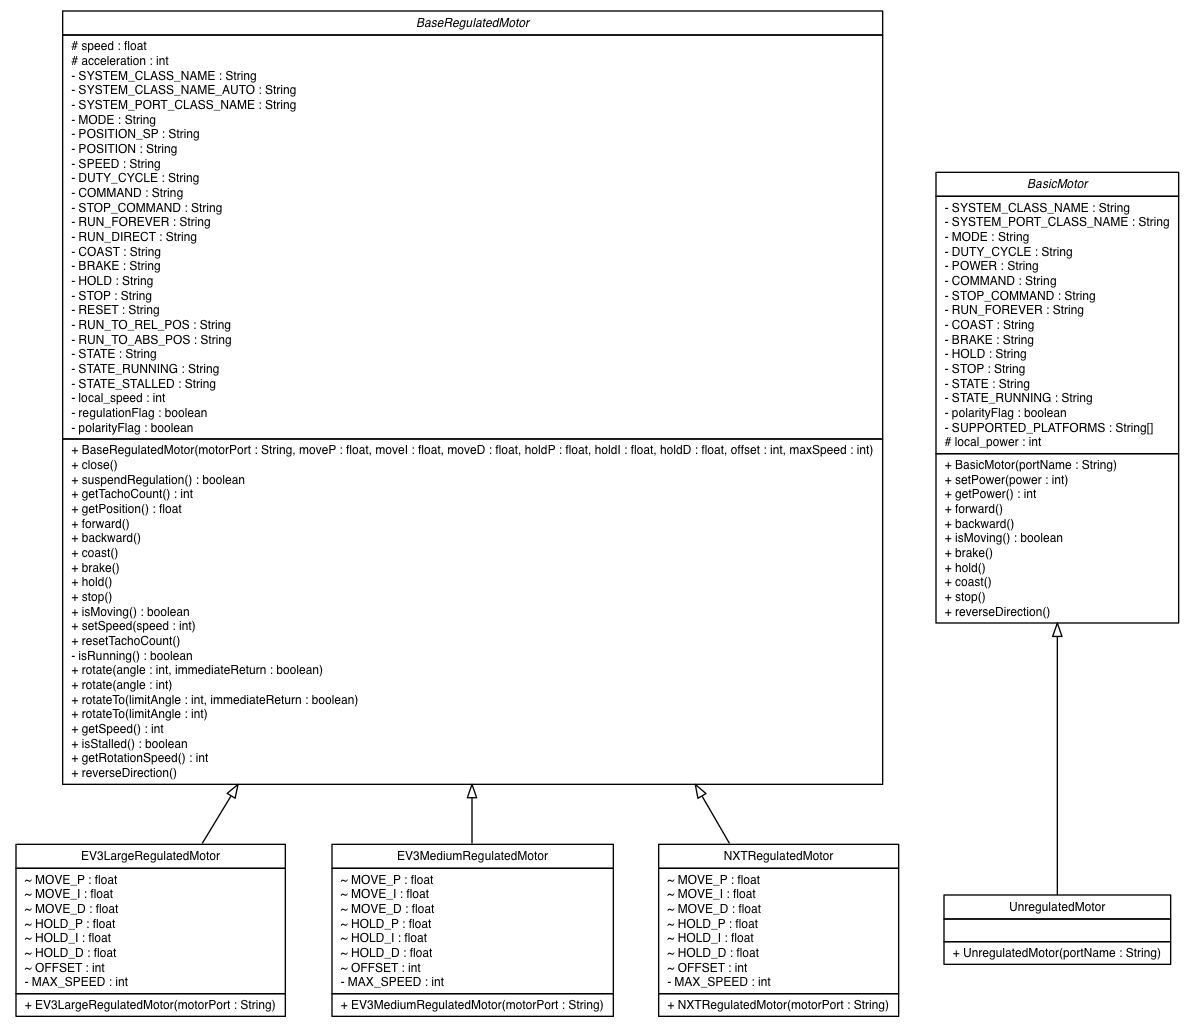 BaseRegulatedMotor
# speed : float
# acceleration : int
- SYSTEM_CLASS_NAME : String
- SYSTEM_CLASS_NAME_AUTO : String
- SYSTEM_PORT_CLASS_NAME : String
- MODE : String
- POSITION_SP : String
- POSITION : String
- SPEED : String
- DUTY_CYCLE : String
- COMMAND : String
- STOP_COMMAND : String
- RUN_FOREVER : String
- RUN_DIRECT : String
- COAST : String
- BRAKE : String
- HOLD : String
- STOP : String
- RESET : String
- RUN_TO_REL_POS : String
- RUN_TO_ABS_POS : String
- STATE : String
- STATE_RUNNING : String
- STATE_STALLED : String
- local_speed : int
- regulationFlag : boolean
- polarityFlag : boolean
+ BaseRegulatedMotor(motorPort : String, moveP : float, moveI : float, moveD : float, holdP : float, holdI : float, holdD : float, offset : int, maxSpeed : int)
+ close()
+ suspendRegulation() : boolean
+ getTachoCount() : int
+ getPosition() : float
+ forward()
+ backward()
+ coast()
+ brake()
+ hold()
+ stop()
+ isMoving() : boolean
+ setSpeed(speed : int)
+ resetTachoCount()
- isRunning() : boolean
+ rotate(angle : int, immediateReturn : boolean)
+ rotate(angle : int)
+ rotateTo(limitAngle : int, immediateReturn : boolean)
+ rotateTo(limitAngle : int)
+ getSpeed() : int
+ isStalled() : boolean
+ getRotationSpeed() : int
+ reverseDirection()
BasicMotor
- SYSTEM_CLASS_NAME : String
- SYSTEM_PORT_CLASS_NAME : String
- MODE : String
- DUTY_CYCLE : String
- POWER : String
- COMMAND : String
- STOP_COMMAND : String
- RUN_FOREVER : String
- COAST : String
- BRAKE : String
- HOLD : String
- STOP : String
- STATE : String
- STATE_RUNNING : String
- polarityFlag : boolean
- SUPPORTED_PLATFORMS : String[]
# local_power : int
+ BasicMotor(portName : String)
+ setPower(power : int)
+ getPower() : int
+ forward()
+ backward()
+ isMoving() : boolean
+ brake()
+ hold()
+ coast()
+ stop()
+ reverseDirection()
EV3LargeRegulatedMotor
~ MOVE_P : float
~ MOVE_I : float
~ MOVE_D : float
~ HOLD_P : float
~ HOLD_I : float
~ HOLD_D : float
~ OFFSET : int
- MAX_SPEED : int
+ EV3LargeRegulatedMotor(motorPort : String)
EV3MediumRegulatedMotor
~ MOVE_P : float
~ MOVE_I : float
~ MOVE_D : float
~ HOLD_P : float
~ HOLD_I : float
~ HOLD_D : float
~ OFFSET : int
- MAX_SPEED : int
+ EV3MediumRegulatedMotor(motorPort : String)
NXTRegulatedMotor
~ MOVE_P : float
~ MOVE_I : float
~ MOVE_D : float
~ HOLD_P : float
~ HOLD_I : float
~ HOLD_D : float
~ OFFSET : int
- MAX_SPEED : int
+ NXTRegulatedMotor(motorPort : String)
UnregulatedMotor
+ UnregulatedMotor(portName : String)